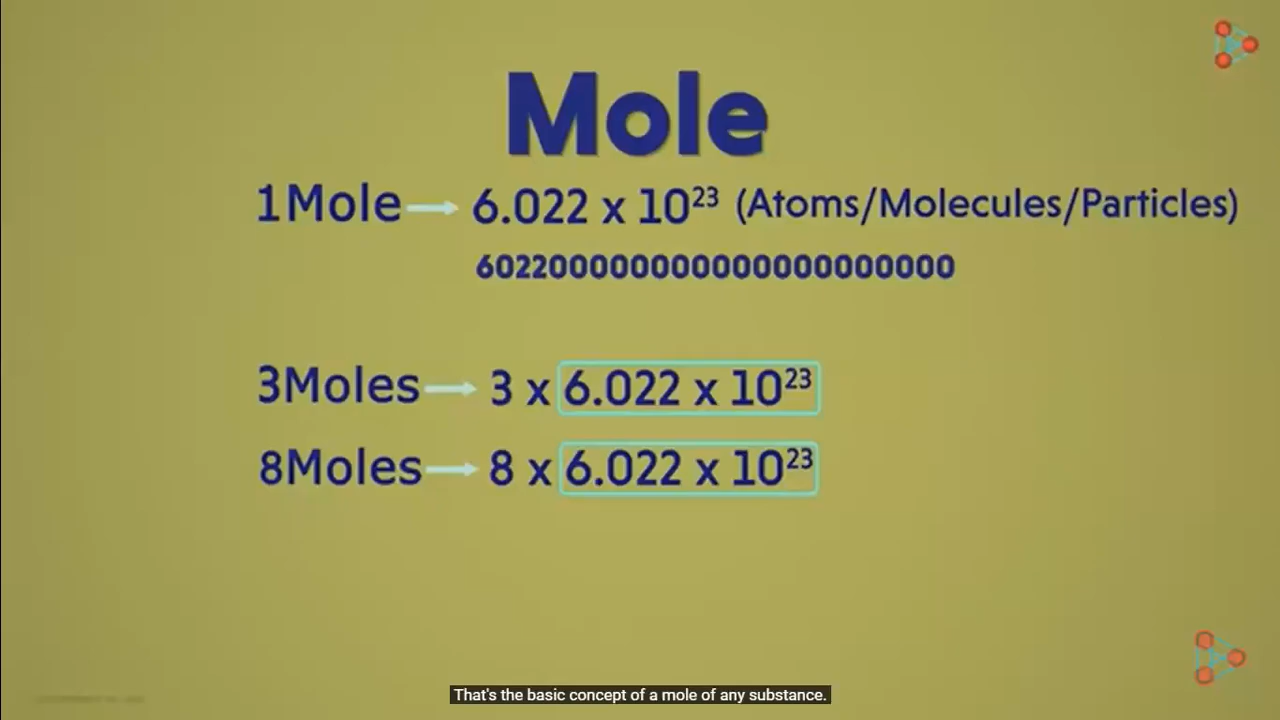 Mole
1Mole → 6.022 x 10²³ (Atoms/Molecules/Particles)
602200000000000000000000
3Moles → 3 x 6.022 x 10²³
8Moles → 8 x 6.022 x 10²³
That's the basic concept of a mole of any substance.